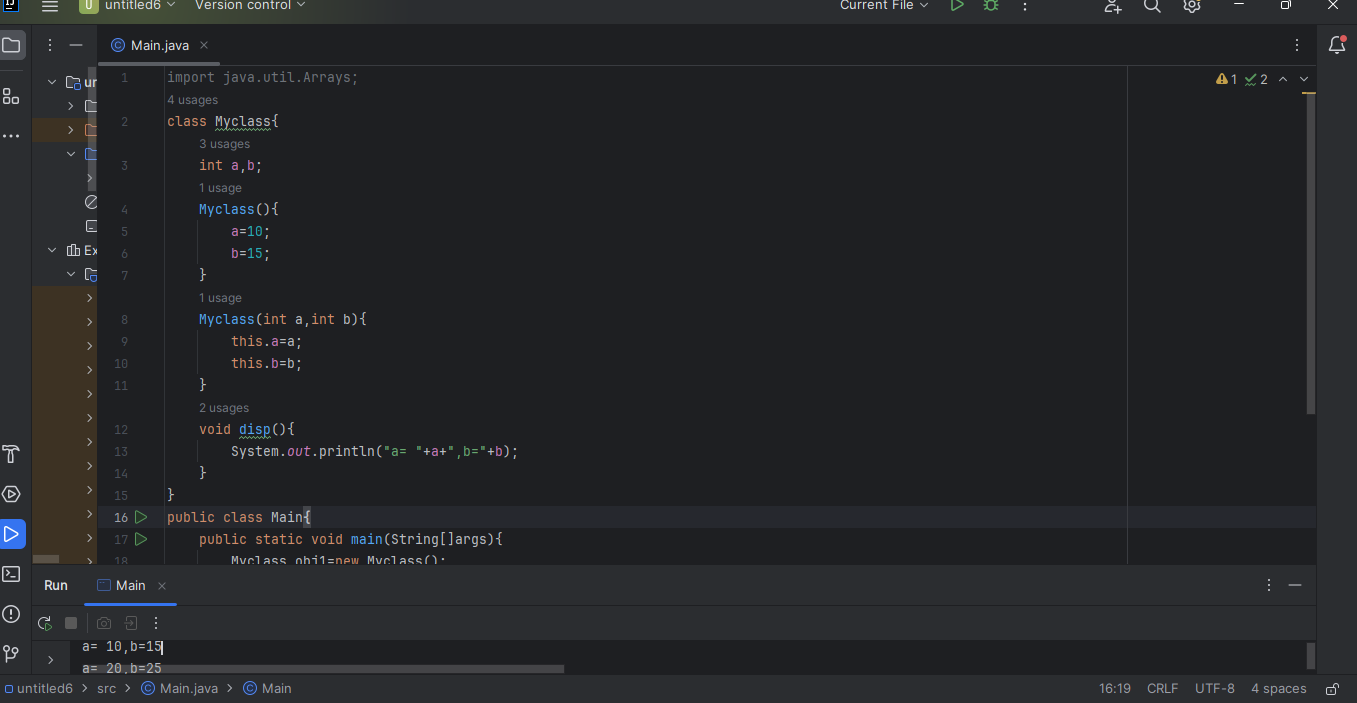 untitled6 Version control Current File
Main.java
1 import java.util.Arrays;
4 usages
2 class Myclass{
3 usages
3 int a,b;
1 usage
4 Myclass(){
5 a=10;
6 b=15;
7 }
1 usage
8 Myclass(int a,int b){
9 this.a=a;
10 this.b=b;
11 }
2 usages
12 void disp(){
13 System.out.println("a= "+a+",b="+b);
14 }
15 }
16 public class Main{
17 public static void main(String[]args){
18 Myclass obj1=new Myclass();
1 2
U
Ex
Run Main
a= 10,b=15
a= 20,b=25
untitled6 > src > Main.java > Main 16:19 CRLF UTF-8 4 spaces